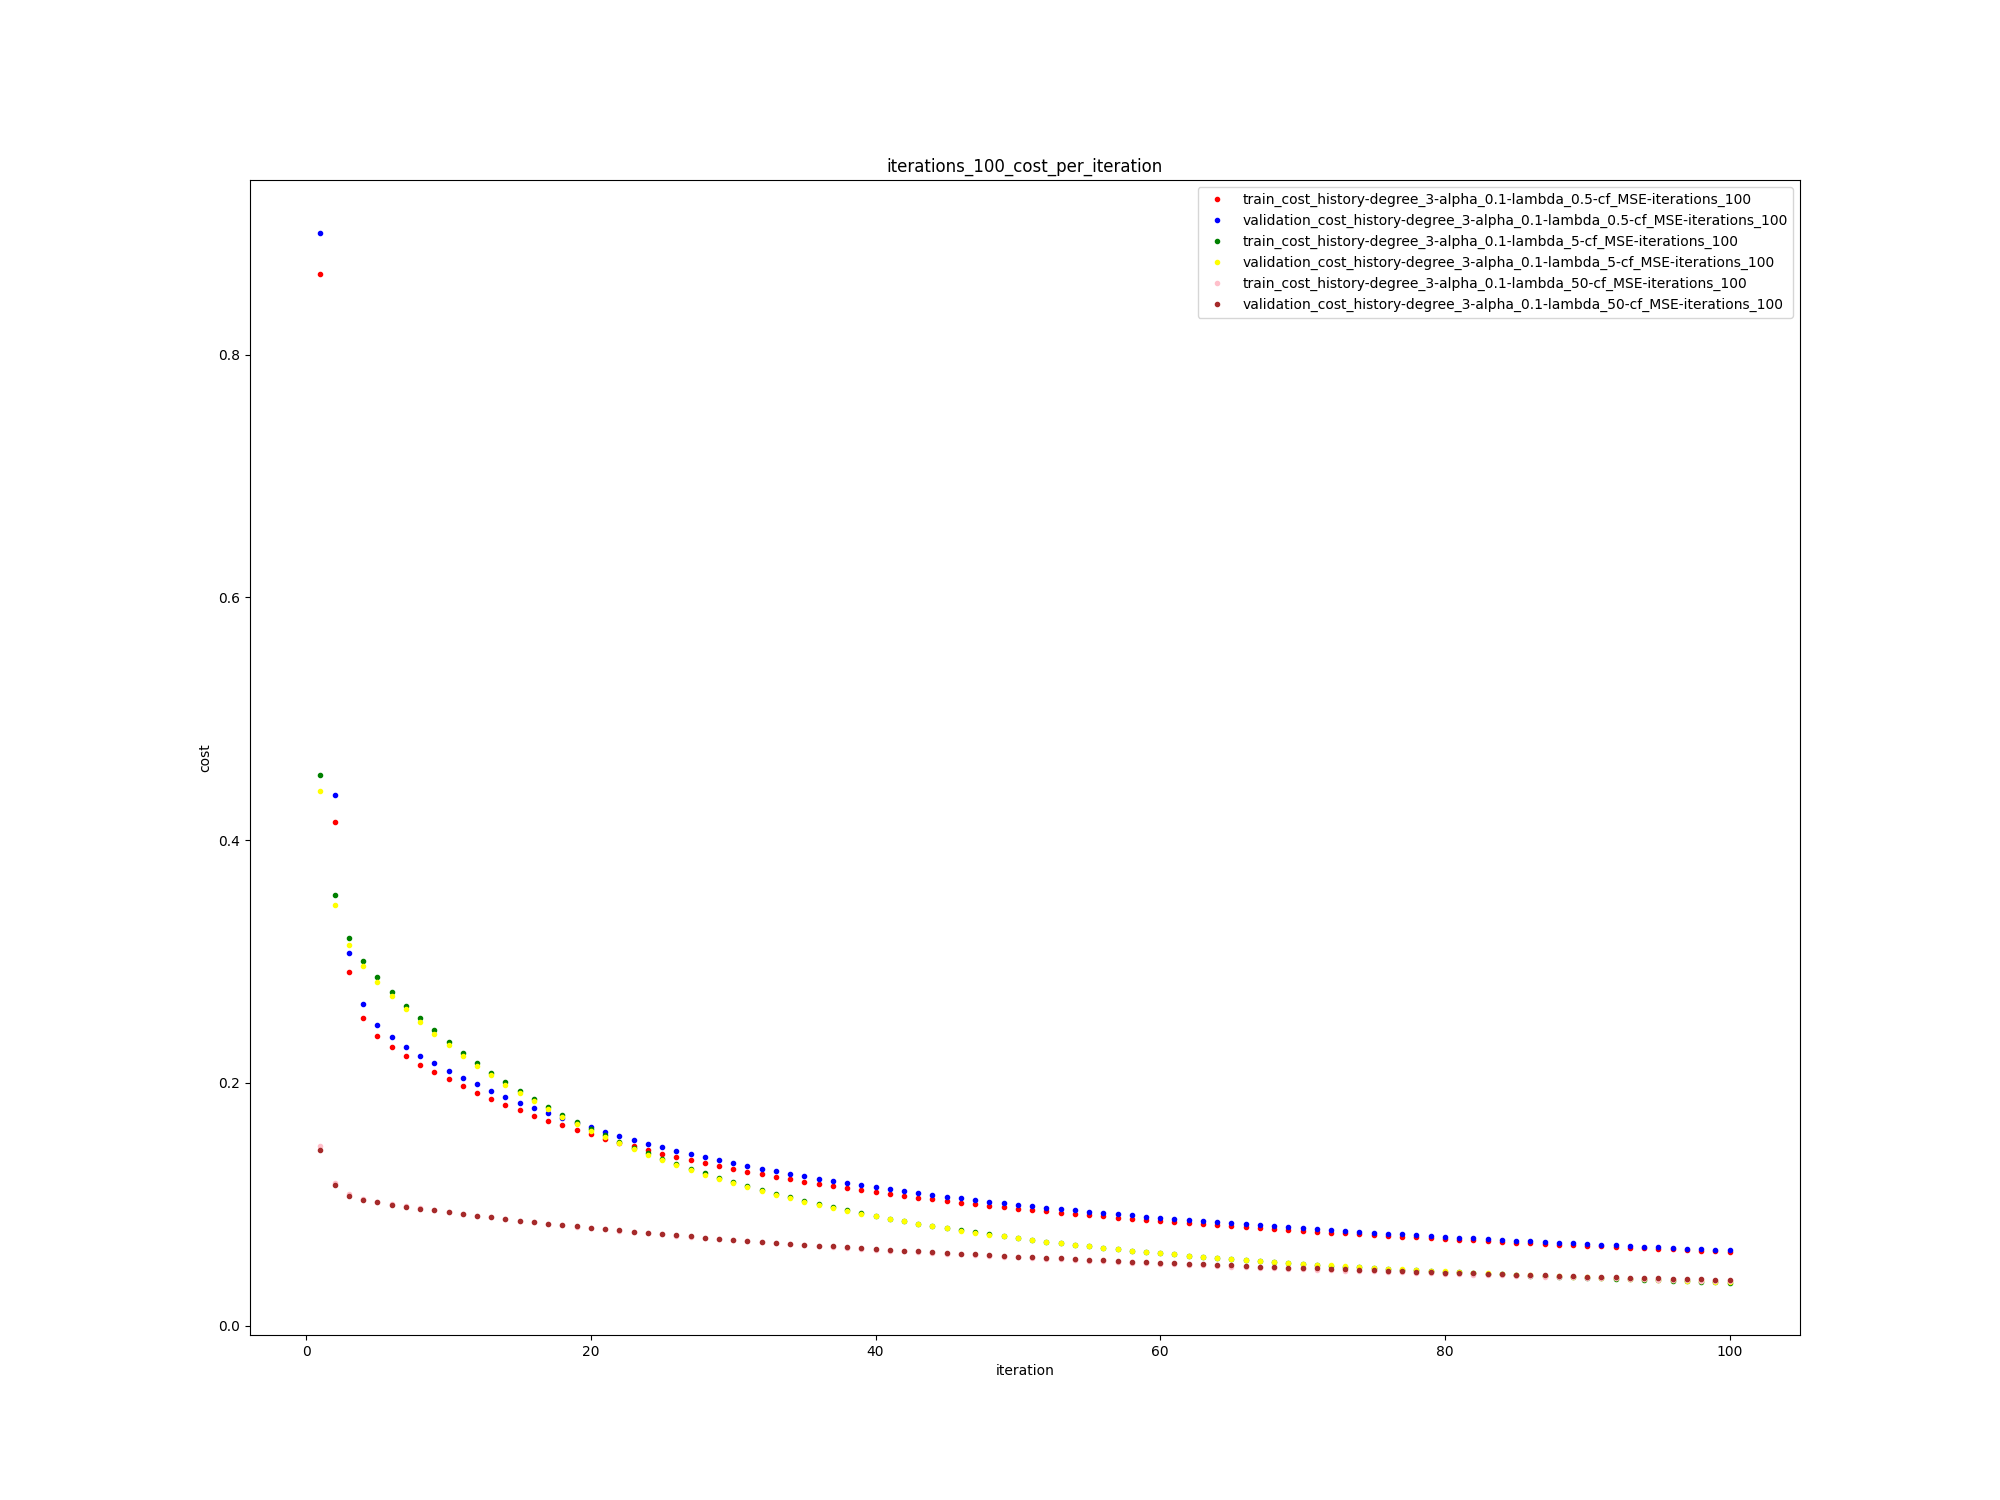 iterations_100_cost_per_iteration
train_cost_history-degree_3-alpha_0.1-lambda_0.5-cf_MSE-iterations_100
validation_cost_history-degree_3-alpha_0.1-lambda_0.5-cf_MSE-iterations_100
train_cost_history-degree_3-alpha_0.1-lambda_5-cf_MSE-iterations_100
validation_cost_history-degree_3-alpha_0.1-lambda_5-cf_MSE-iterations_100
train_cost_history-degree_3-alpha_0.1-lambda_50-cf_MSE-iterations_100
validation_cost_history-degree_3-alpha_0.1-lambda_50-cf_MSE-iterations_100
0.8
0.6
cost
0.4
0.2
0.0
0 20 40 60 80 100
iteration